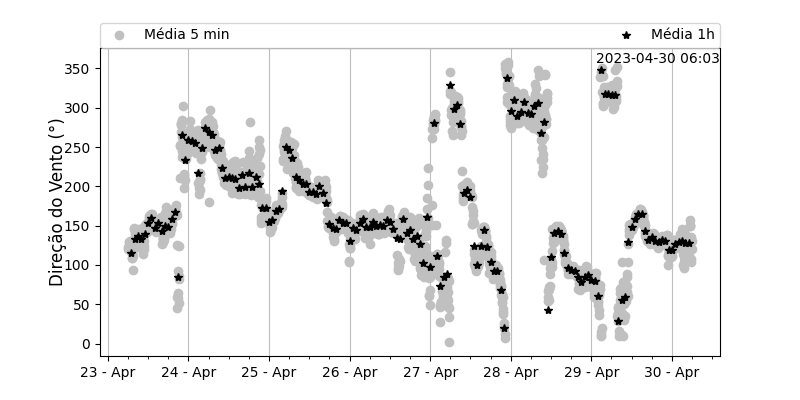 Média 5 min
Média 1h
2023-04-30 06:03
Direção do Vento (°)
350
300
250
200
150
100
50
0
23 - Apr
24 - Apr
25 - Apr
26 - Apr
27 - Apr
28 - Apr
29 - Apr
30 - Apr